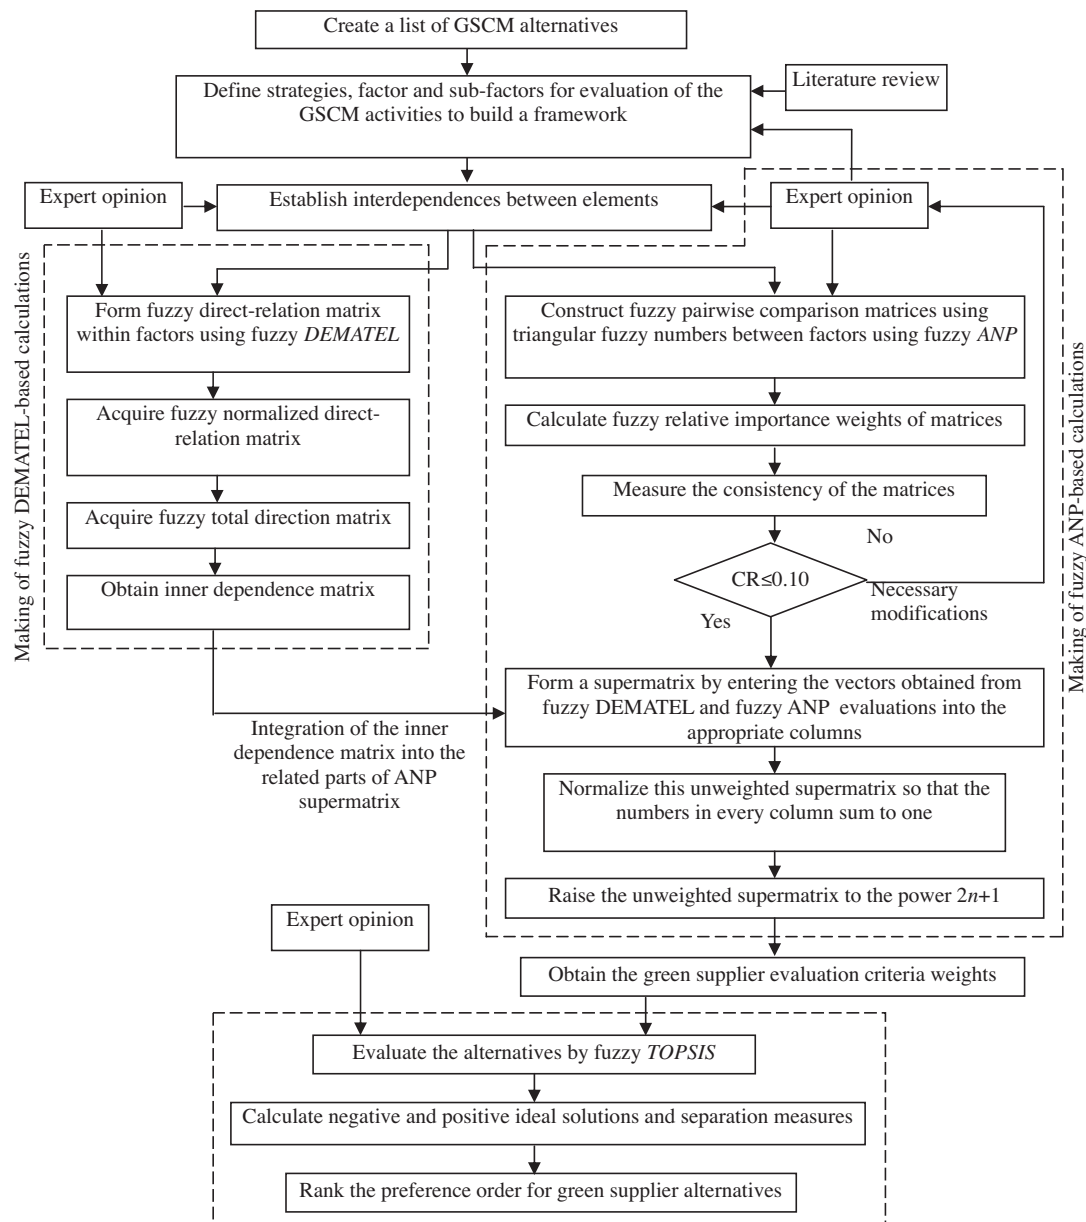 Create a list of GSCM alternatives
Define strategies, factor and sub-factors for evaluation of the
GSCM activities to build a framework
Literature review
Expert opinion
Establish interdependences between elements
Expert opinion
Making of fuzzy DEMATEL-based calculations
Form fuzzy direct-relation matrix
within factors using fuzzy DEMATEL
Acquire fuzzy normalized direct-
relation matrix
Acquire fuzzy total direction matrix
Obtain inner dependence matrix
Making of fuzzy ANP-based calculations
Construct fuzzy pairwise comparison matrices using
triangular fuzzy numbers between factors using fuzzy ANP
Calculate fuzzy relative importance weights of matrices
Measure the consistency of the matrices
No
CR≤0.10
Necessary
modifications
Yes
Form a supermatrix by entering the vectors obtained from
fuzzy DEMATEL and fuzzy ANP evaluations into the
appropriate columns
Integration of the inner
dependence matrix into the
related parts of ANP
supermatrix
Normalize this unweighted supermatrix so that the
numbers in every column sum to one
Raise the unweighted supermatrix to the power 2n+1
Expert opinion
Obtain the green supplier evaluation criteria weights
Evaluate the alternatives by fuzzy TOPSIS
Calculate negative and positive ideal solutions and separation measures
Rank the preference order for green supplier alternatives